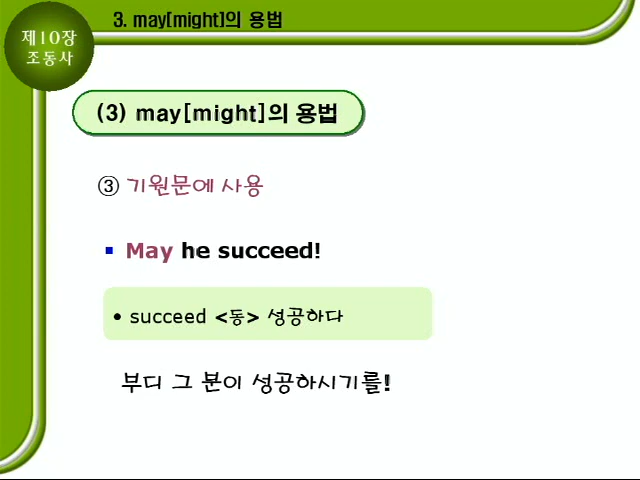 3. may[might]의 용법
제10장
조동사
(3) may[might]의 용법
③ 기원문에 사용
▪ May he succeed!
• succeed <동> 성공하다
부디 그 분이 성공하시기를!